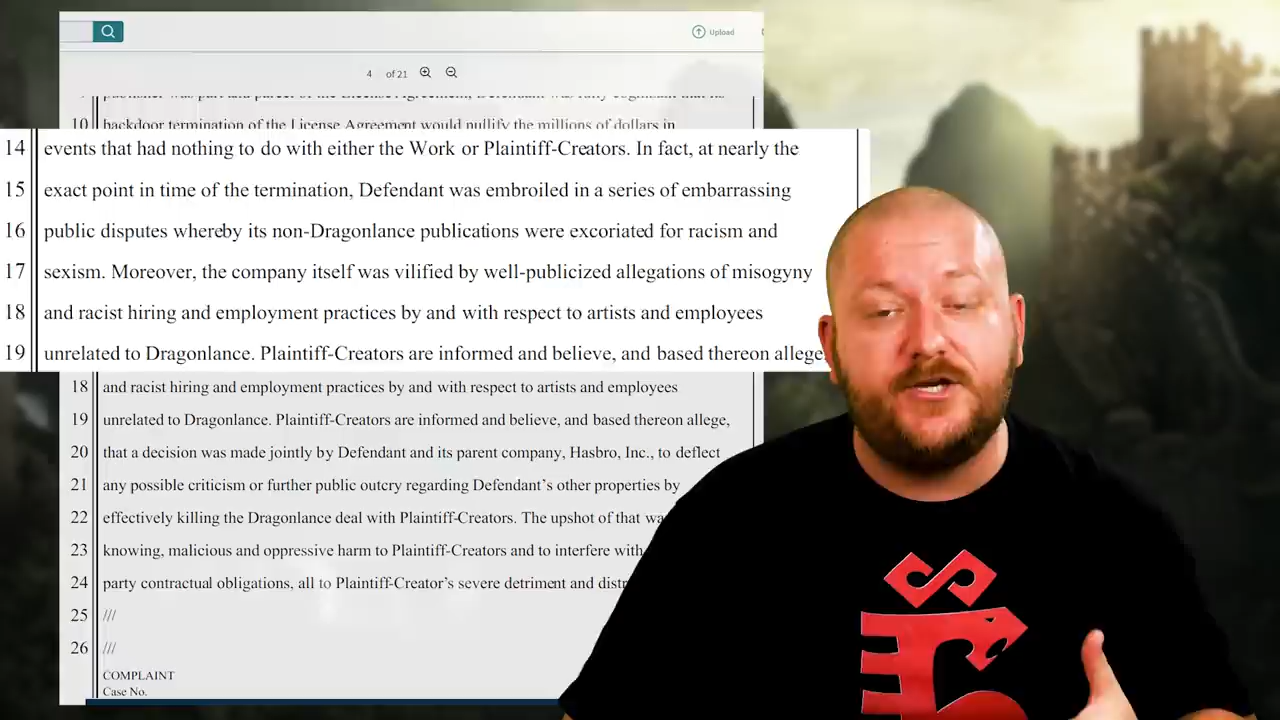 Upload
4 of 21
10 backdoor termination of the License Agreement would nullify the millions of dollars in
14 events that had nothing to do with either the Work or Plaintiff-Creators. In fact, at nearly the
15 exact point in time of the termination, Defendant was embroiled in a series of embarrassing
16 public disputes whereby its non-Dragonlance publications were excoriated for racism and
17 sexism. Moreover, the company itself was vilified by well-publicized allegations of misogyny
18 and racist hiring and employment practices by and with respect to artists and employees
19 unrelated to Dragonlance. Plaintiff-Creators are informed and believe, and based thereon allege
18 and racist hiring and employment practices by and with respect to artists and employees
19 unrelated to Dragonlance. Plaintiff-Creators are informed and believe, and based thereon allege,
20 that a decision was made jointly by Defendant and its parent company, Hasbro, Inc., to deflect
21 any possible criticism or further public outcry regarding Defendant's other properties by
22 effectively killing the Dragonlance deal with Plaintiff-Creators. The upshot of that
23 knowing, malicious and oppressive harm to Plaintiff-Creators and to interfere with
24 party contractual obligations, all to Plaintiff-Creator's severe detriment and
25 ///
26 ///
COMPLAINT
Case No.